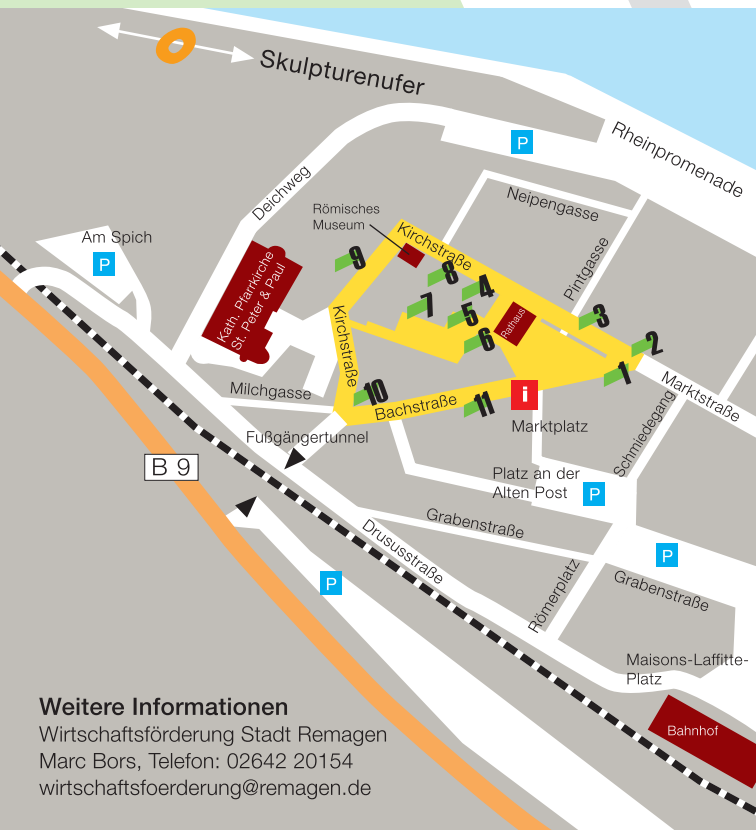 Skulpturenufer
P
Rheinpromenade
Deichweg
Neipengasse
Römisches
Museum
Kirchstraße
Am Spich
P
Pintgasse
Kath. Pfarrkirche
St. Peter & Paul
9
8
4
7
5
6
Rathaus
3
2
1
Kirchstraße
Marktstraße
Milchgasse
10
Bachstraße
11
i
Marktplatz
Schmiedegang
Fußgängertunnel
B 9
Platz an der
Alten Post
P
Grabenstraße
Drususstraße
P
P
Römerplatz
Grabenstraße
Maisons-Laffitte-
Platz
Bahnhof
Weitere Informationen
Wirtschaftsförderung Stadt Remagen
Marc Bors, Telefon: 02642 20154
wirtschaftsfoerderung@remagen.de